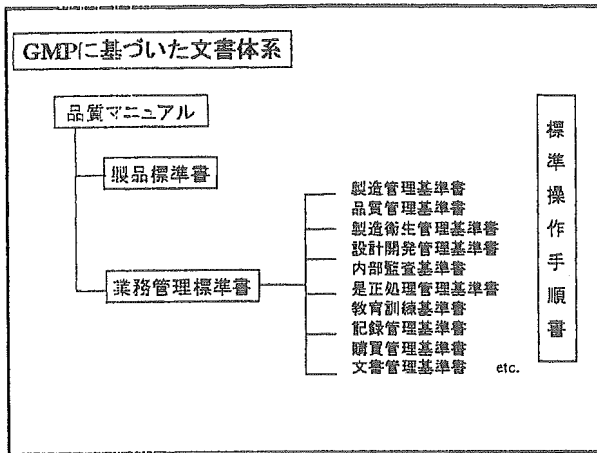 GMPに基づいた文書体系
品質マニュアル
製品標準書
業務管理標準書
製造管理基準書
品質管理基準書
製造衛生管理基準書
設計開発管理基準書
内部監査基準書
是正処理管理基準書
教育訓練基準書
記録管理基準書
購買管理基準書
文書管理基準書 etc.
標準操作手順書